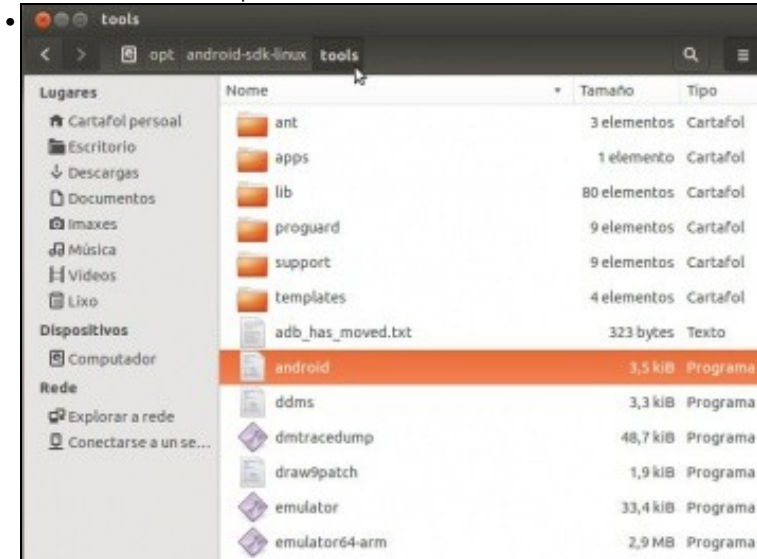 tools
opt android-sdk-linux tools
Lugares
Nome Tamaño Tipo
Cartafol persoal
Escritorio
Descargas
Documentos
Imaxes
Música
Vídeos
Lixo
Dispositivos
Computador
Rede
Explorar a rede
Conectarse a un se...
ant 3 elementos Cartafol
apps 1 elemento Cartafol
lib 80 elementos Cartafol
proguard 9 elementos Cartafol
support 9 elementos Cartafol
templates 4 elementos Cartafol
adb_has_moved.txt 323 bytes Texto
android 3,5 kiB Programa
ddms 3,3 kiB Programa
dmtracedump 48,7 kiB Programa
draw9patch 1,9 kiB Programa
emulator 33,4 kiB Programa
emulator64-arm 2,9 MB Programa